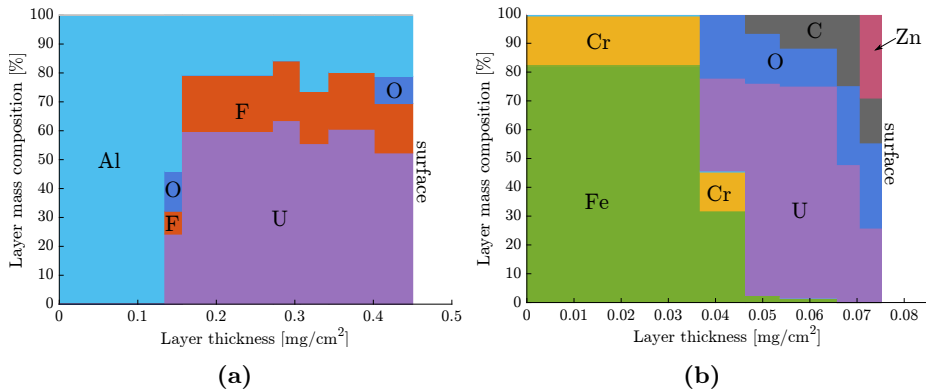 100
90
80
70
60
50
40
30
20
10
0
Layer mass composition [%]
Al
O
F
F
U
O
surface
0
0.1
0.2
0.3
0.4
0.5
Layer thickness [mg/cm²]
(a)
100
90
80
70
60
50
40
30
20
10
0
Layer mass composition [%]
Cr
Fe
Cr
C
O
U
Zn
surface
0
0.01
0.02
0.03
0.04
0.05
0.06
0.07
0.08
Layer thickness [mg/cm²]
(b)